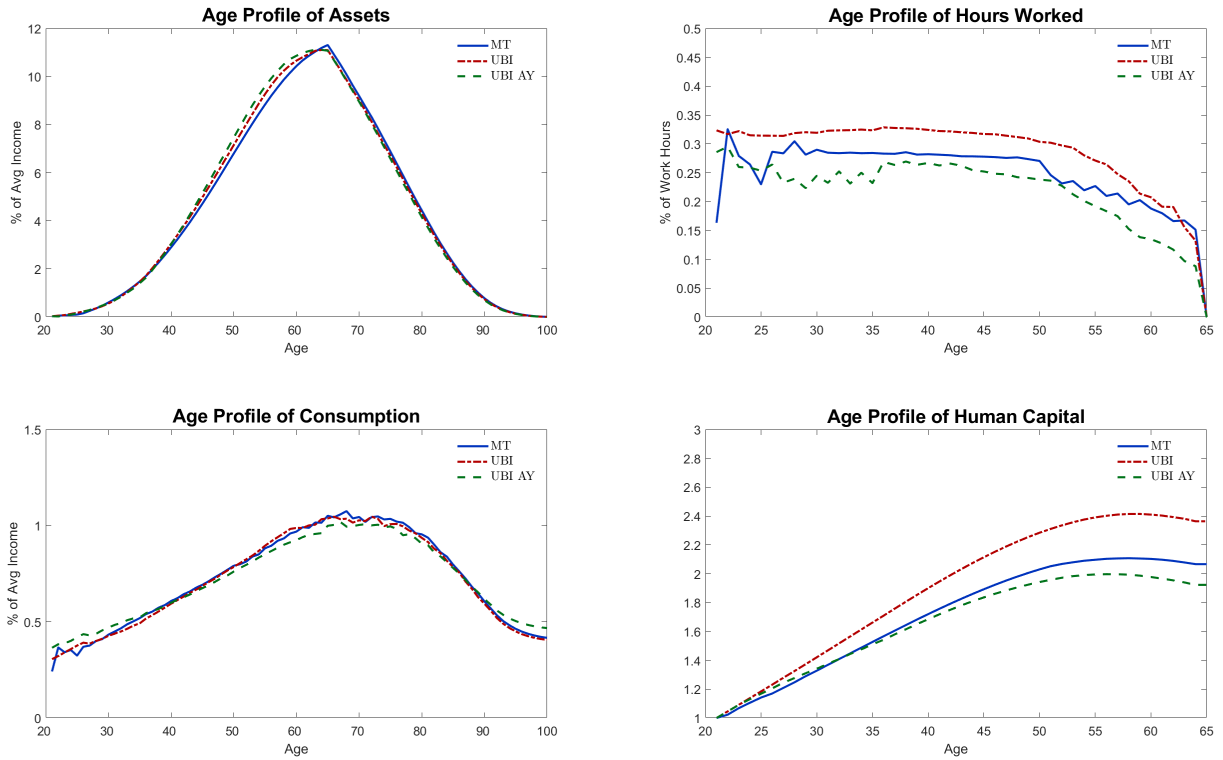 Age Profile of Assets
% of Avg Income
12
10
8
6
4
2
0
20 30 40 50 60 70 80 90 100
Age
MT
UBI
UBI AY
Age Profile of Hours Worked
% of Work Hours
0.5
0.45
0.4
0.35
0.3
0.25
0.2
0.15
0.1
0.05
0
20 25 30 35 40 45 50 55 60 65
Age
MT
UBI
UBI AY
Age Profile of Consumption
% of Avg Income
1.5
1
0.5
0
20 30 40 50 60 70 80 90 100
Age
MT
UBI
UBI AY
Age Profile of Human Capital
3
2.8
2.6
2.4
2.2
2
1.8
1.6
1.4
1.2
1
20 25 30 35 40 45 50 55 60 65
Age
MT
UBI
UBI AY